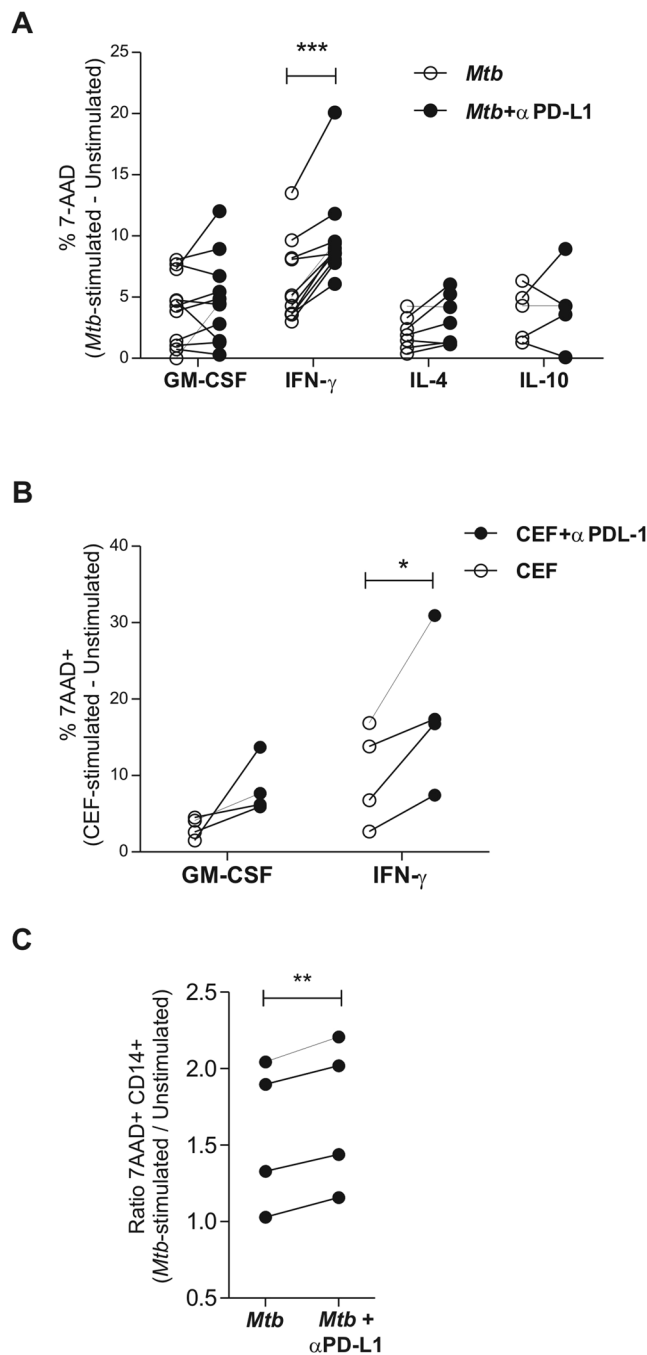 A
% 7-AAD
(Mtb-stimulated - Unstimulated)
25
20
15
10
5
0
***
Mtb
Mtb+α PD-L1
GM-CSF IFN-γ IL-4 IL-10
B
% 7AAD+
(CEF-stimulated - Unstimulated)
40
30
20
10
0
*
CEF+α PDL-1
CEF
GM-CSF IFN-γ
C
Ratio 7AAD+ CD14+
(Mtb-stimulated / Unstimulated)
2.5
2.0
1.5
1.0
0.5
**
Mtb Mtb +
αPD-L1